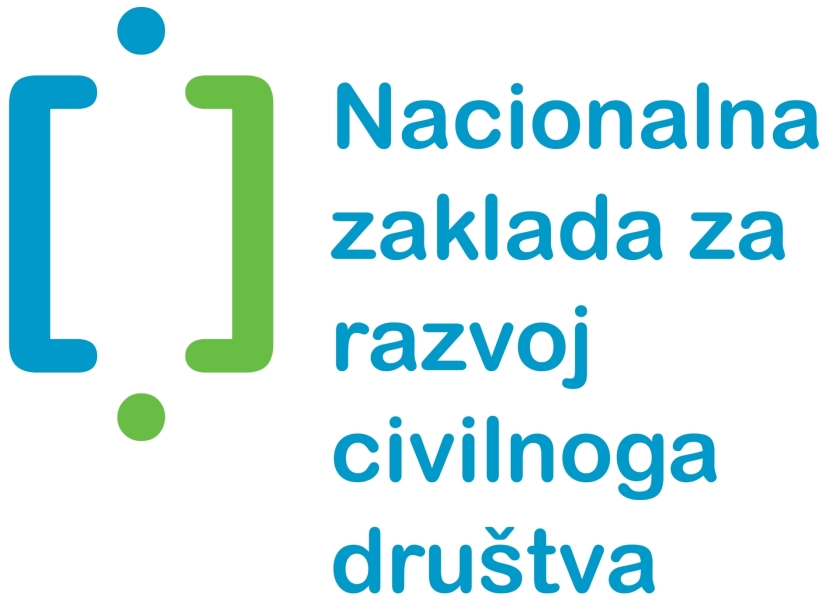 Nacionalna
zaklada za
razvoj
civilnoga
društva